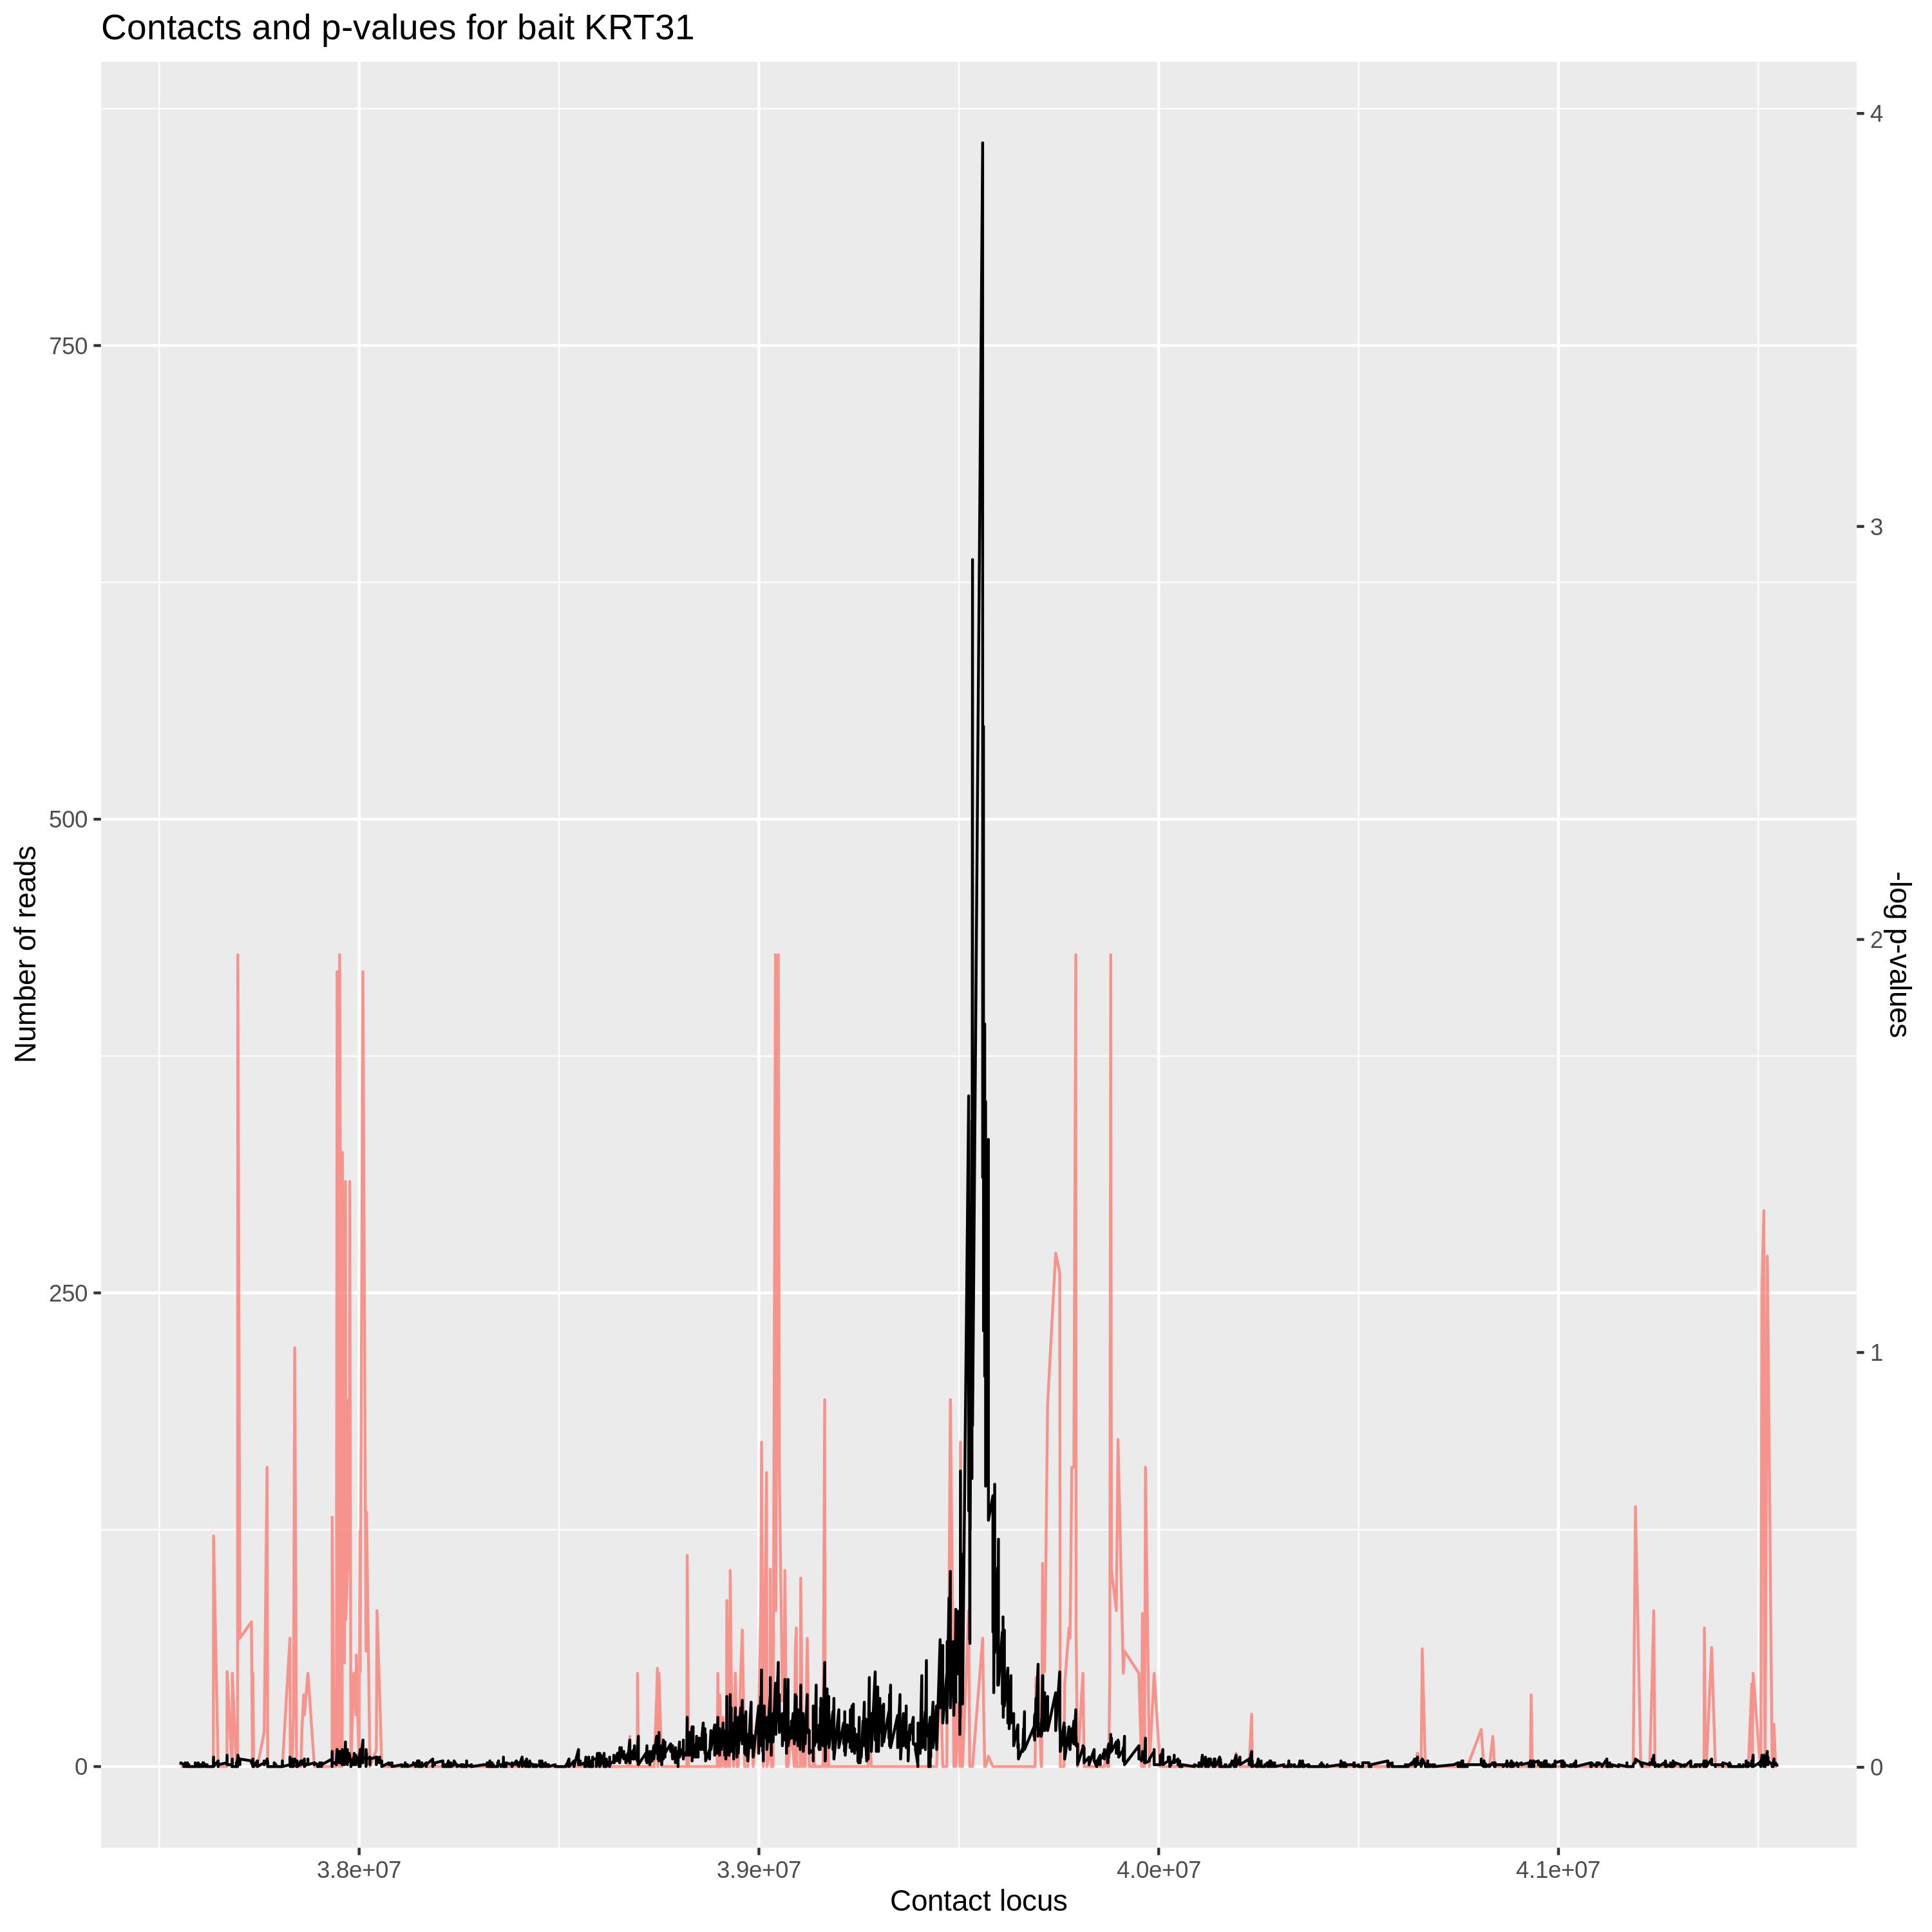 Contacts and p-values for bait KRT31
Number of reads
750
500
250
0
4
3
2
1
0
-log p-values
3.8e+07
3.9e+07
4.0e+07
4.1e+07
Contact locus